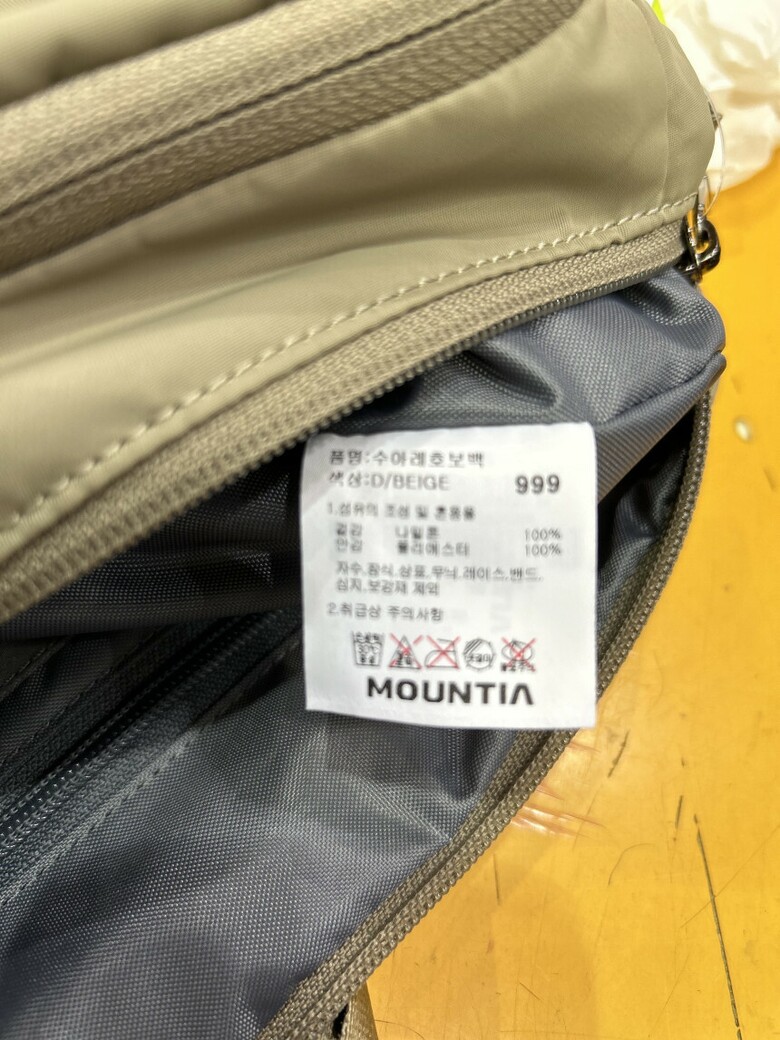 품명:수아레호보백
색상:D/BEIGE 999
1.섬유의 조성 및 혼용율
겉감 나일론 100%
안감 폴리에스터 100%
자수.장식.상표.무늬.레이스.밴드.
심지.보강재 제외
2.취급상 주의사항
30℃
MOUNTIA